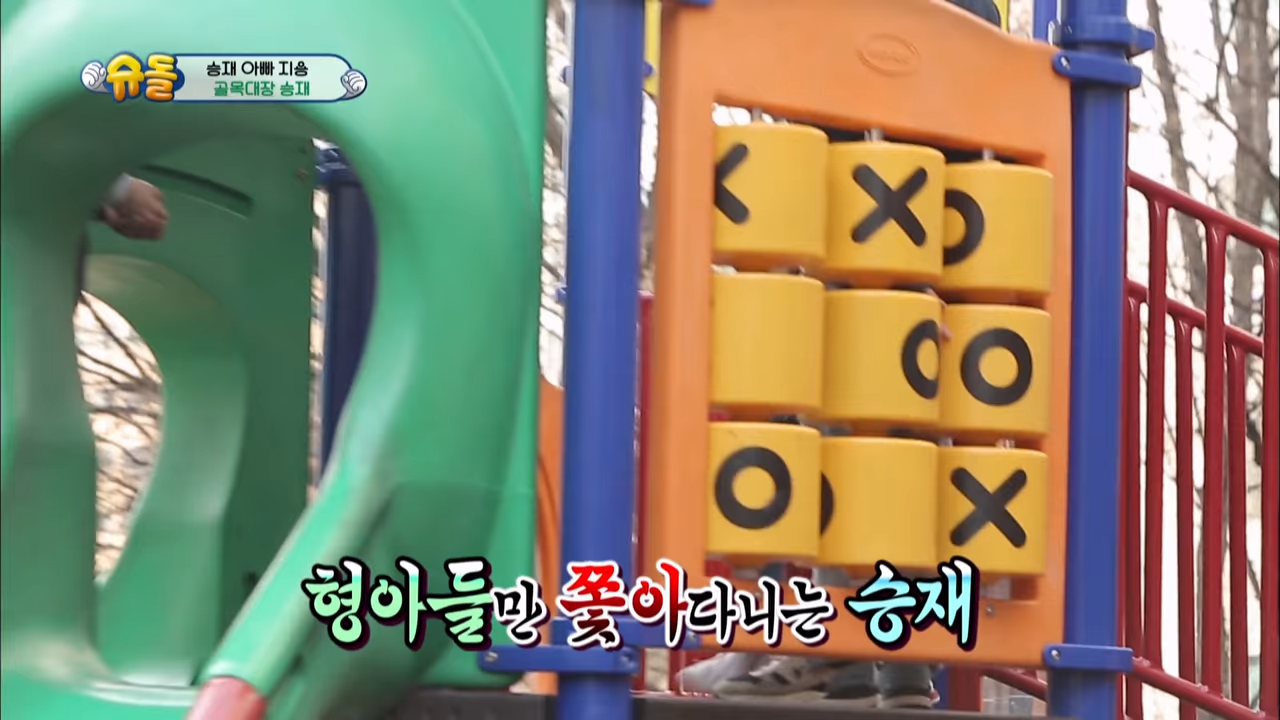 슈돌
승재 아빠 지용
골목대장 승재
X X O
O O
O X
형아들만 쫓아다니는 승재